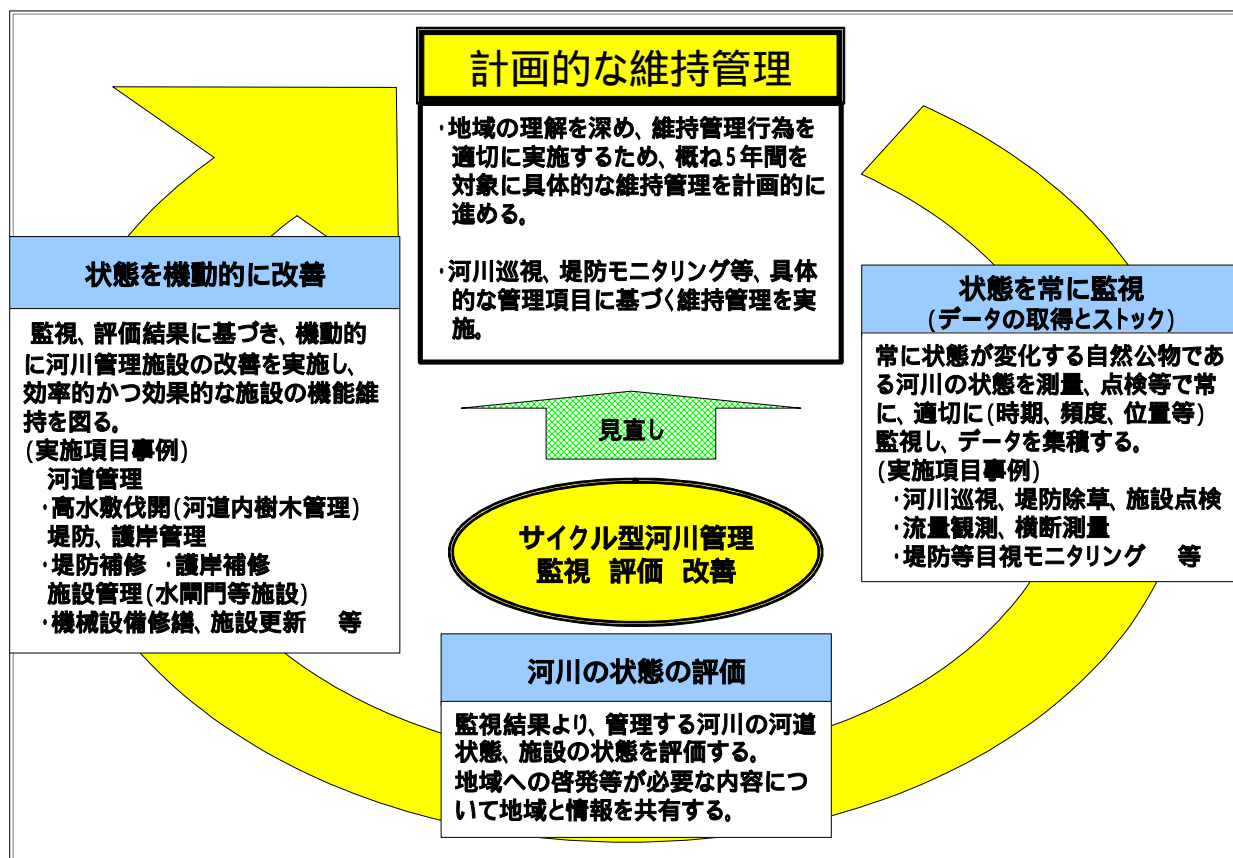 計画的な維持管理
・地域の理解を深め、維持管理行為を
適切に実施するため、概ね5年間を
対象に具体的な維持管理を計画的に
進める。
・河川巡視、堤防モニタリング等、具体
的な管理項目に基づく維持管理を実
施。
状態を常に監視
(データの取得とストック)
常に状態が変化する自然公物であ
る河川の状態を測量、点検等で常
に、適切に(時期、頻度、位置等)
監視し、データを集積する。
(実施項目事例)
・河川巡視、堤防除草、施設点検
・流量観測、横断測量
・堤防等目視モニタリング 等
河川の状態の評価
監視結果より、管理する河川の河道
状態、施設の状態を評価する。
地域への啓発等が必要な内容につ
いて地域と情報を共有する。
状態を機動的に改善
監視、評価結果に基づき、機動的
に河川管理施設の改善を実施し、
効率的かつ効果的な施設の機能維
持を図る。
(実施項目事例)
河道管理
・高水敷伐開(河道内樹木管理)
堤防、護岸管理
・堤防補修 ・護岸補修
施設管理(水閘門等施設)
・機械設備修繕、施設更新 等
見直し
サイクル型河川管理
監視 評価 改善